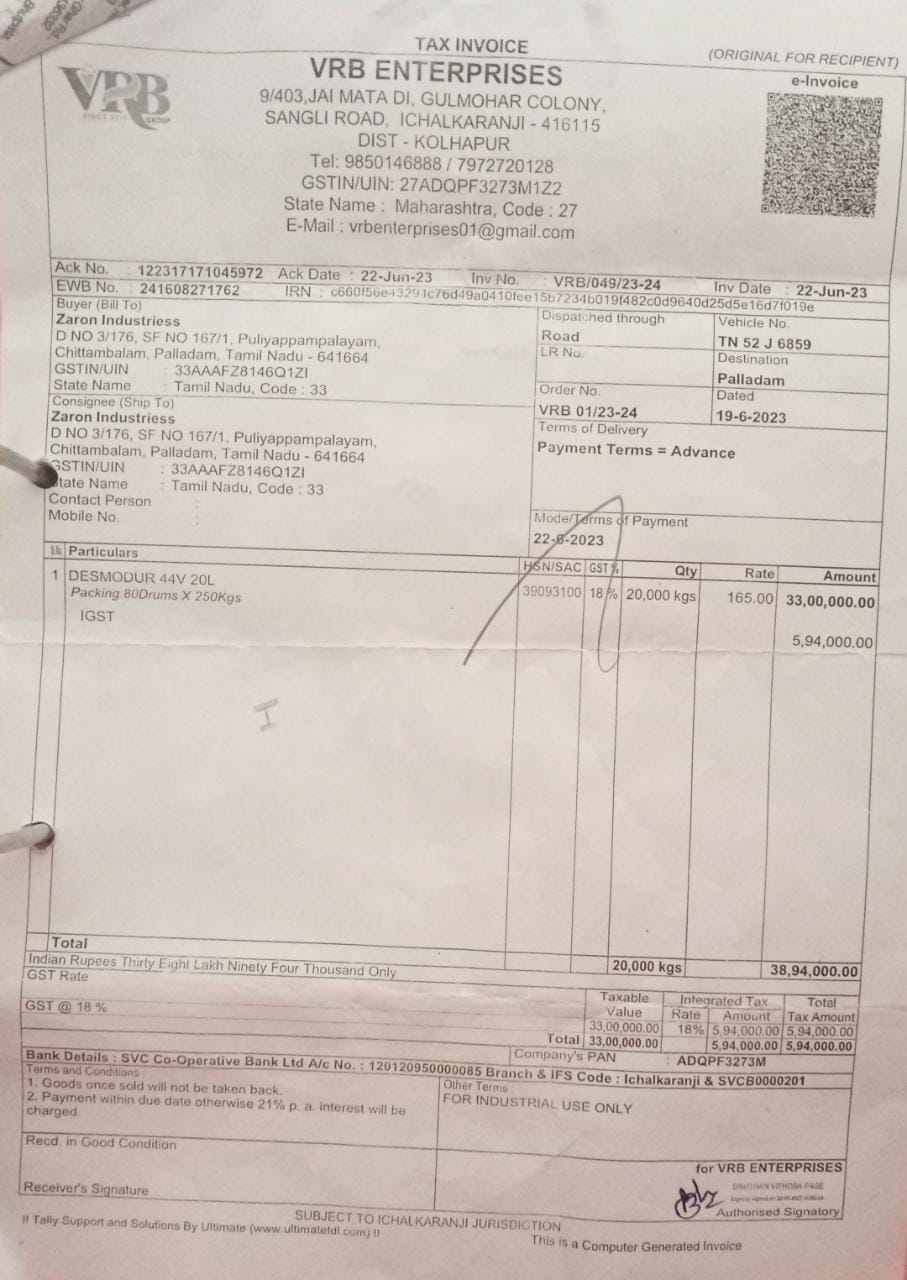 TAX INVOICE
(ORIGINAL FOR RECIPIENT)
VRB
SINCE
GROUP
VRB ENTERPRISES
9/403,JAI MATA DI, GULMOHAR COLONY,
SANGLI ROAD, ICHALKARANJI - 416115
DIST - KOLHAPUR
Tel: 9850146888 / 7972720128
GSTIN/UIN: 27ADQPF3273M1Z2
State Name : Maharashtra, Code : 27
E-Mail : vrbenterprises01@gmail.com
e-Invoice
Ack No. : 122317171045972 Ack Date : 22-Jun-23 Inv No. : VRB/049/23-24 Inv Date : 22-Jun-23
EWB No. : 241608271762 IRN :
Buyer (Bill To)
Zaron Industriess
D NO 3/176, SF NO 167/1, Puliyappampalayam,
Chittambalam, Palladam, Tamil Nadu - 641664
GSTIN/UIN : 33AAAFZ8146Q1ZI
State Name : Tamil Nadu, Code : 33
Consignee (Ship To)
Zaron Industriess
D NO 3/176, SF NO 167/1, Puliyappampalayam,
Chittambalam, Palladam, Tamil Nadu - 641664
GSTIN/UIN : 33AAAFZ8146Q1ZI
State Name : Tamil Nadu, Code : 33
Contact Person :
Mobile No. :
Dispatched through
Road
Vehicle No.
TN 52 J 6859
LR No.
Destination
Palladam
Order No.
VRB 01/23-24
Dated
19-6-2023
Terms of Delivery
Payment Terms = Advance
Mode/Terms of Payment
22-6-2023
Particulars HSN/SAC GST % Qty Rate Amount
1 DESMODUR 44V 20L 39093100 18 % 20,000 kgs 165.00 33,00,000.00
Packing:80Drums X 250Kgs
IGST 5,94,000.00
Total 20,000 kgs 38,94,000.00
Indian Rupees Thirty Eight Lakh Ninety Four Thousand Only
GST Rate Taxable Value Integrated Tax Total Tax Amount
Rate Amount
GST @ 18 % 33,00,000.00 18% 5,94,000.00 5,94,000.00
Total 33,00,000.00 5,94,000.00 5,94,000.00
Company's PAN : ADQPF3273M
Bank Details : SVC Co-Operative Bank Ltd A/c No. : 120120950000085 Branch & IFS Code : Ichalkaranji & SVCB0000201
Terms and Conditions :
1. Goods once sold will not be taken back.
2. Payment within due date otherwise 21% p. a. interest will be
charged.
Other Terms :
FOR INDUSTRIAL USE ONLY
Recd. in Good Condition
Receiver's Signature
for VRB ENTERPRISES
Authorised Signatory
SUBJECT TO ICHALKARANJI JURISDICTION
!! Tally Support and Solutions By Ultimate (www.ultimatetdl.com) !!
This is a Computer Generated Invoice